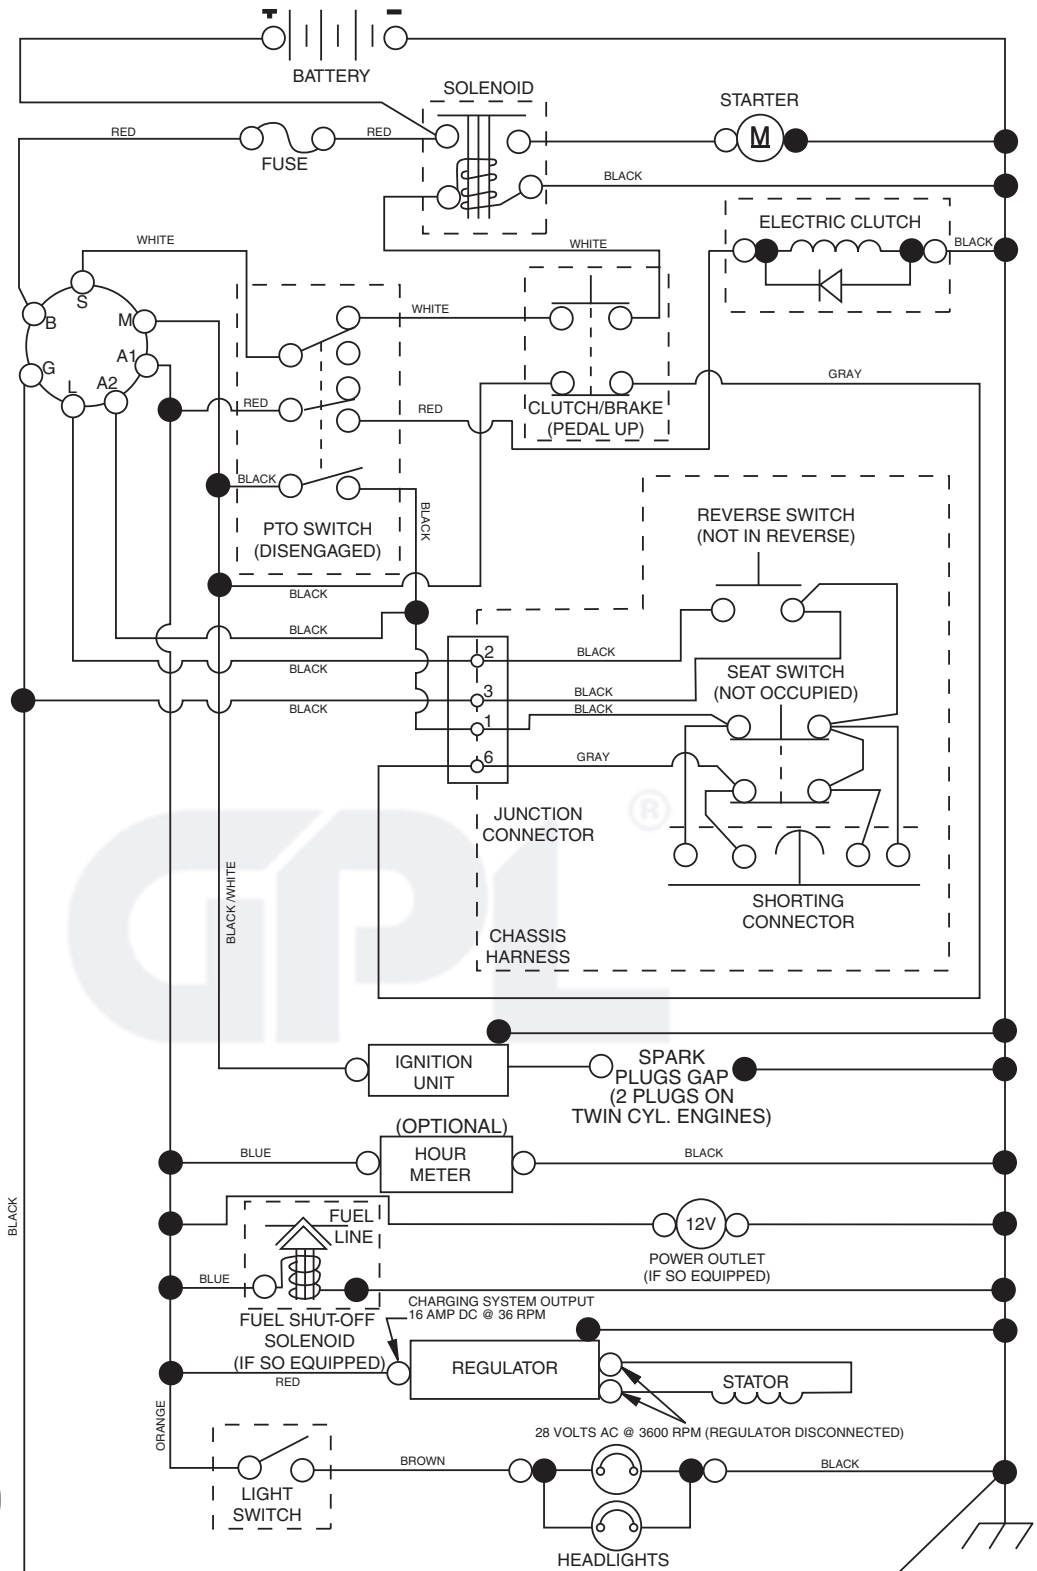 BATTERY
SOLENOID
STARTER
M
RED
FUSE
RED
BLACK
ELECTRIC CLUTCH
BLACK
WHITE
WHITE
S
B
M
A1
G
L
A2
WHITE
RED
RED
GRAY
CLUTCH/BRAKE
(PEDAL UP)
BLACK
BLACK
PTO SWITCH
(DISENGAGED)
REVERSE SWITCH
(NOT IN REVERSE)
BLACK
BLACK
BLACK
2
BLACK
SEAT SWITCH
(NOT OCCUPIED)
3
BLACK
BLACK
BLACK
1
6
GRAY
JUNCTION
CONNECTOR
®
GPL
BLACK /WHITE
SHORTING
CONNECTOR
CHASSIS
HARNESS
IGNITION
UNIT
SPARK
PLUGS GAP
(2 PLUGS ON
TWIN CYL. ENGINES)
(OPTIONAL)
HOUR
METER
BLUE
BLACK
BLACK
FUEL
LINE
12V
POWER OUTLET
(IF SO EQUIPPED)
BLUE
FUEL SHUT-OFF
SOLENOID
(IF SO EQUIPPED)
CHARGING SYSTEM OUTPUT
16 AMP DC @ 36 RPM
REGULATOR
RED
STATOR
28 VOLTS AC @ 3600 RPM (REGULATOR DISCONNECTED)
ORANGE
BROWN
BLACK
LIGHT
SWITCH
HEADLIGHTS